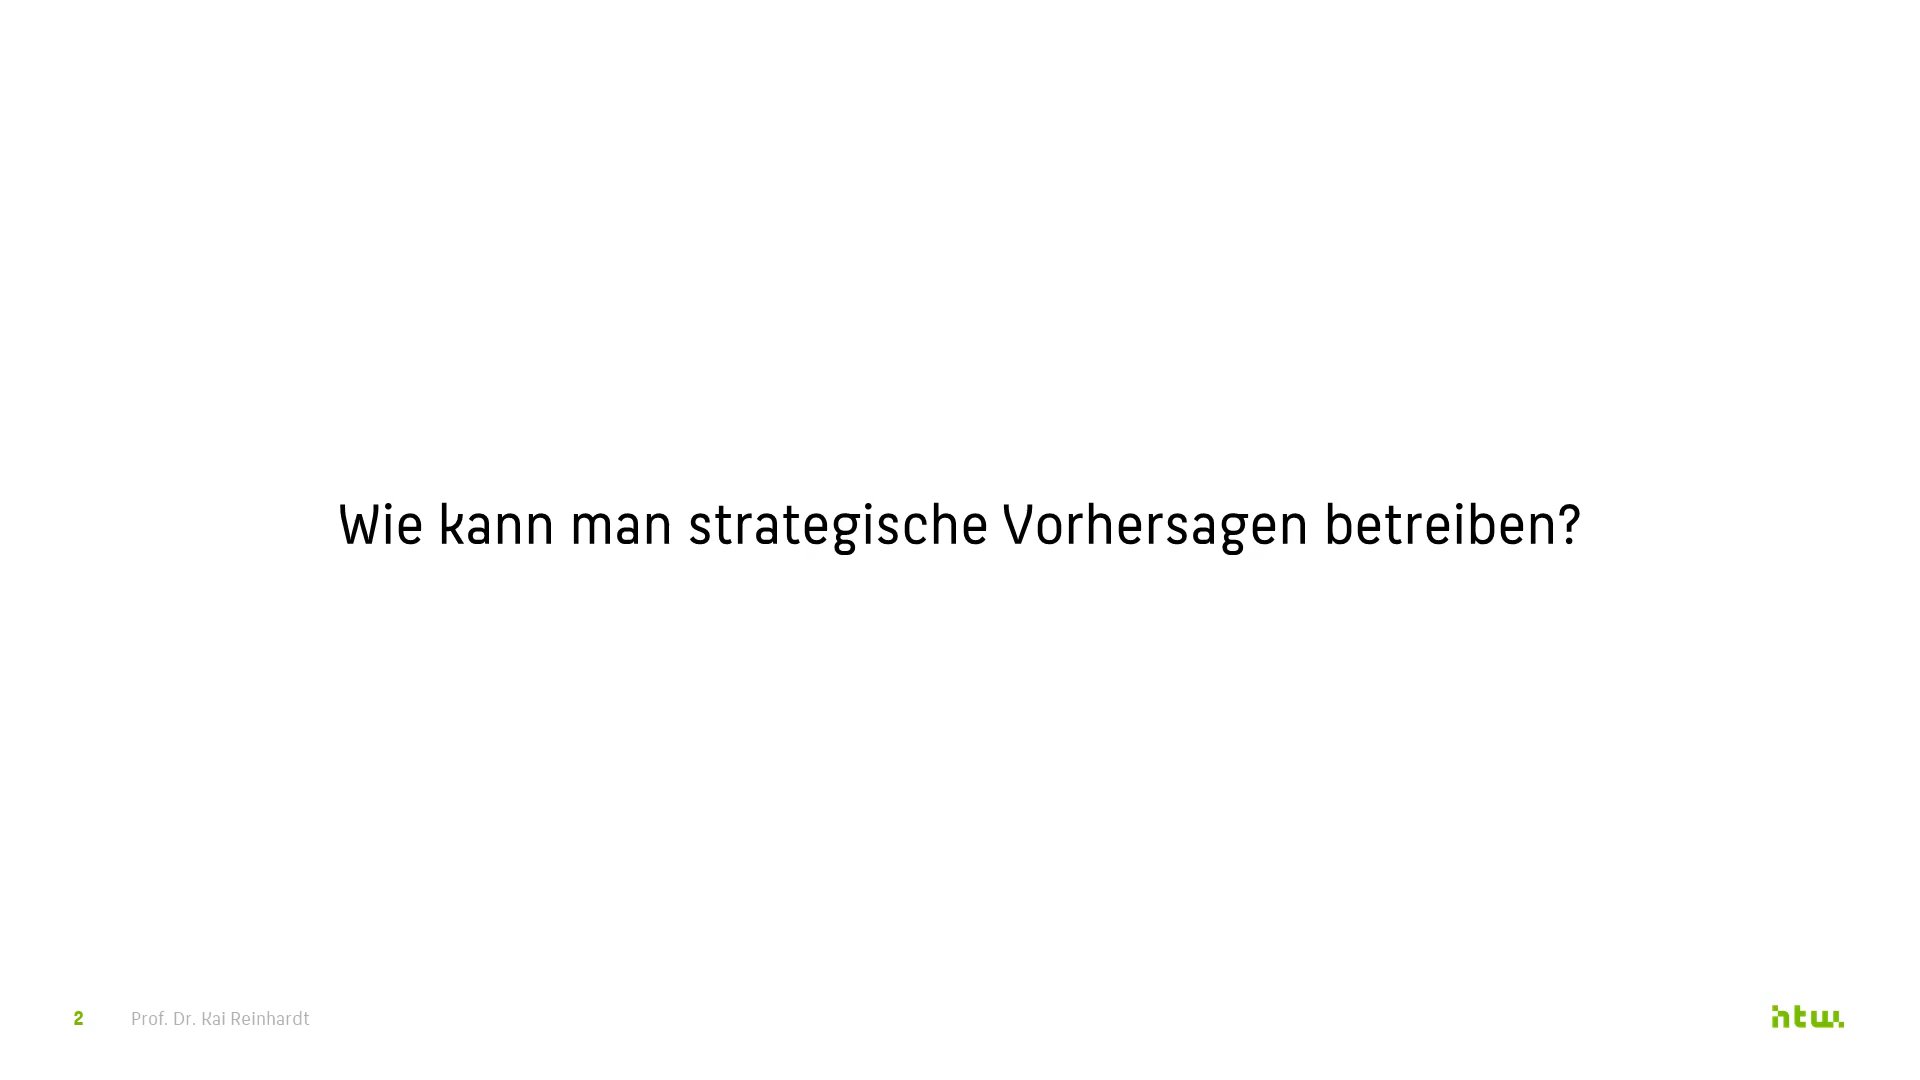 Wie kann man strategische Vorhersagen betreiben?
2 Prof. Dr. Kai Reinhardt
htw.